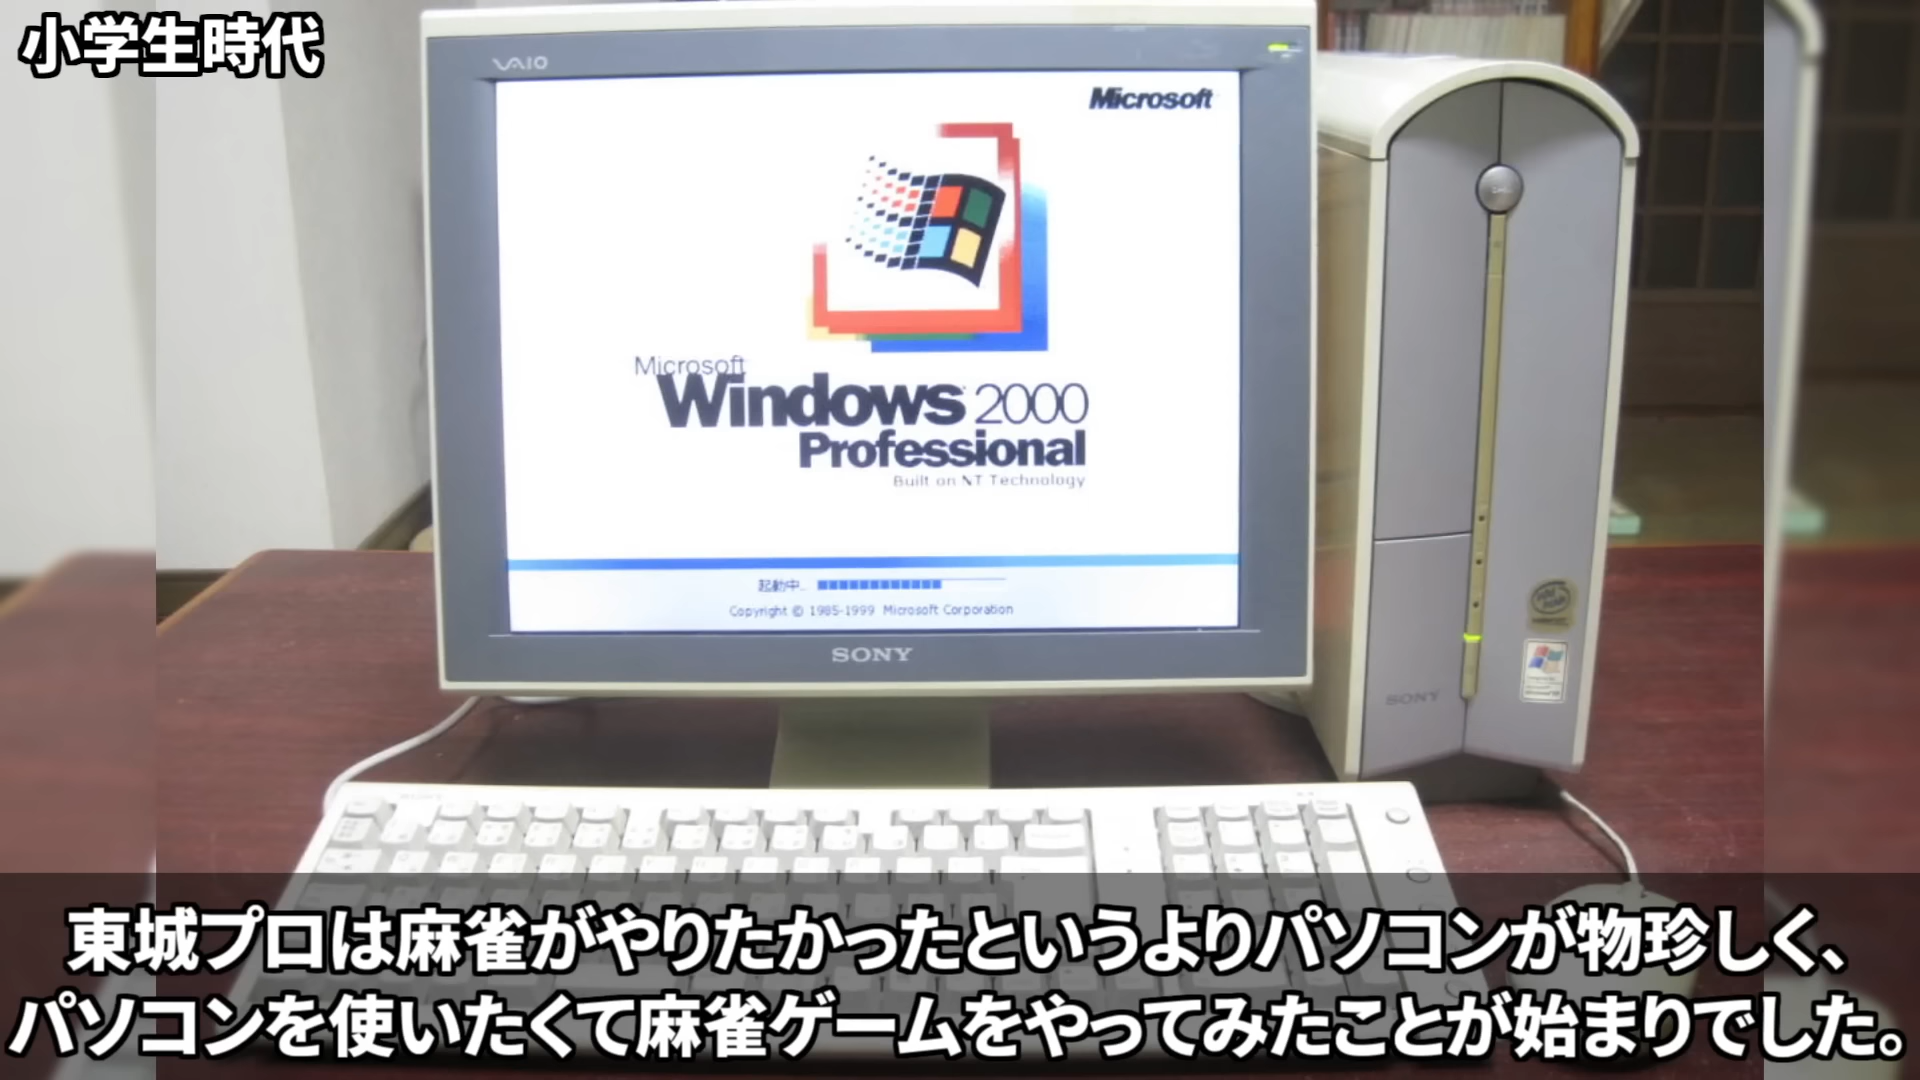 小学生時代
VAIO
Microsoft
Microsoft
Windows 2000
Professional
Built on NT Technology
起動中...
Copyright © 1985-1999 Microsoft Corporation
SONY
SONY
東城プロは麻雀がやりたかったというよりパソコンが物珍しく、
パソコンを使いたくて麻雀ゲームをやってみたことが始まりでした。